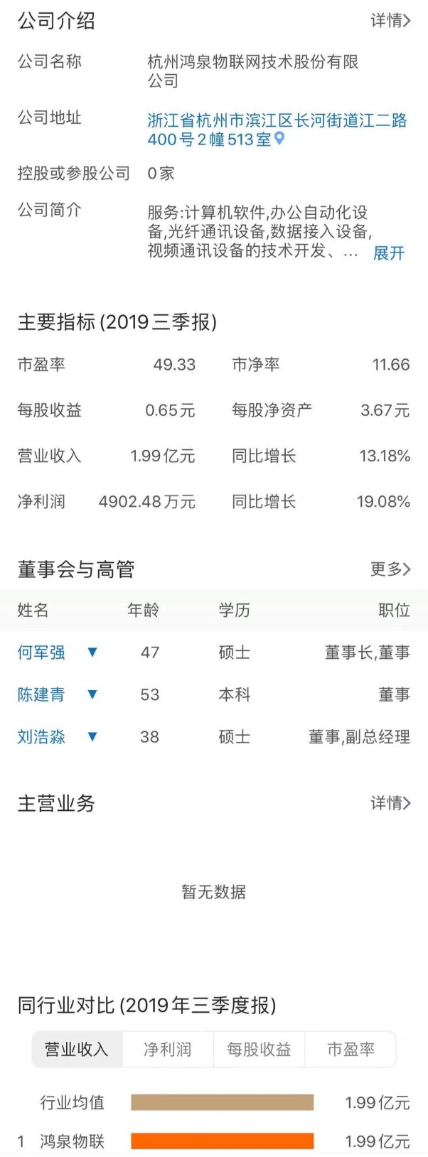 公司介绍 详情>
公司名称 杭州鸿泉物联网技术股份有限
公司
公司地址 浙江省杭州市滨江区长河街道江二路
400号2幢513室
控股或参股公司 0家
公司简介 服务:计算机软件,办公自动化设
备,光纤通讯设备,数据接入设备,
视频通讯设备的技术开发、... 展开
主要指标(2019三季报)
市盈率 49.33 市净率 11.66
每股收益 0.65元 每股净资产 3.67元
营业收入 1.99亿元 同比增长 13.18%
净利润 4902.48万元 同比增长 19.08%
董事会与高管 更多>
姓名 年龄 学历 职位
何军强 ▼ 47 硕士 董事长,董事
陈建青 ▼ 53 本科 董事
刘浩淼 ▼ 38 硕士 董事,副总经理
主营业务 详情>
暂无数据
同行业对比(2019年三季度报)
营业收入 净利润 每股收益 市盈率
行业均值 1.99亿元
1 鸿泉物联 1.99亿元